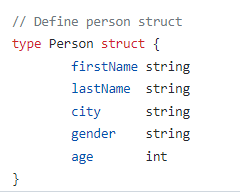 // Define person struct
type Person struct {
firstName string
lastName string
city string
gender string
age int
}